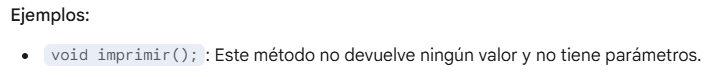 Ejemplos:
• void imprimir(); : Este método no devuelve ningún valor y no tiene parámetros.